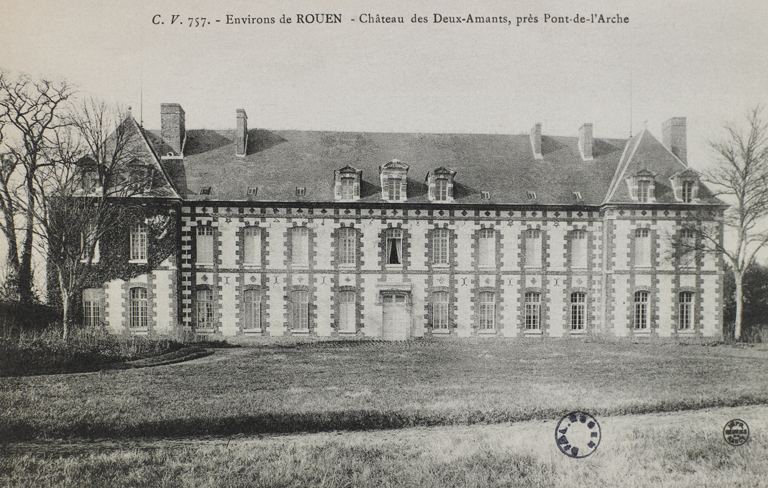 C. V. 757. - Environs de ROUEN - Château des Deux-Amants, près Pont-de-l'Arche